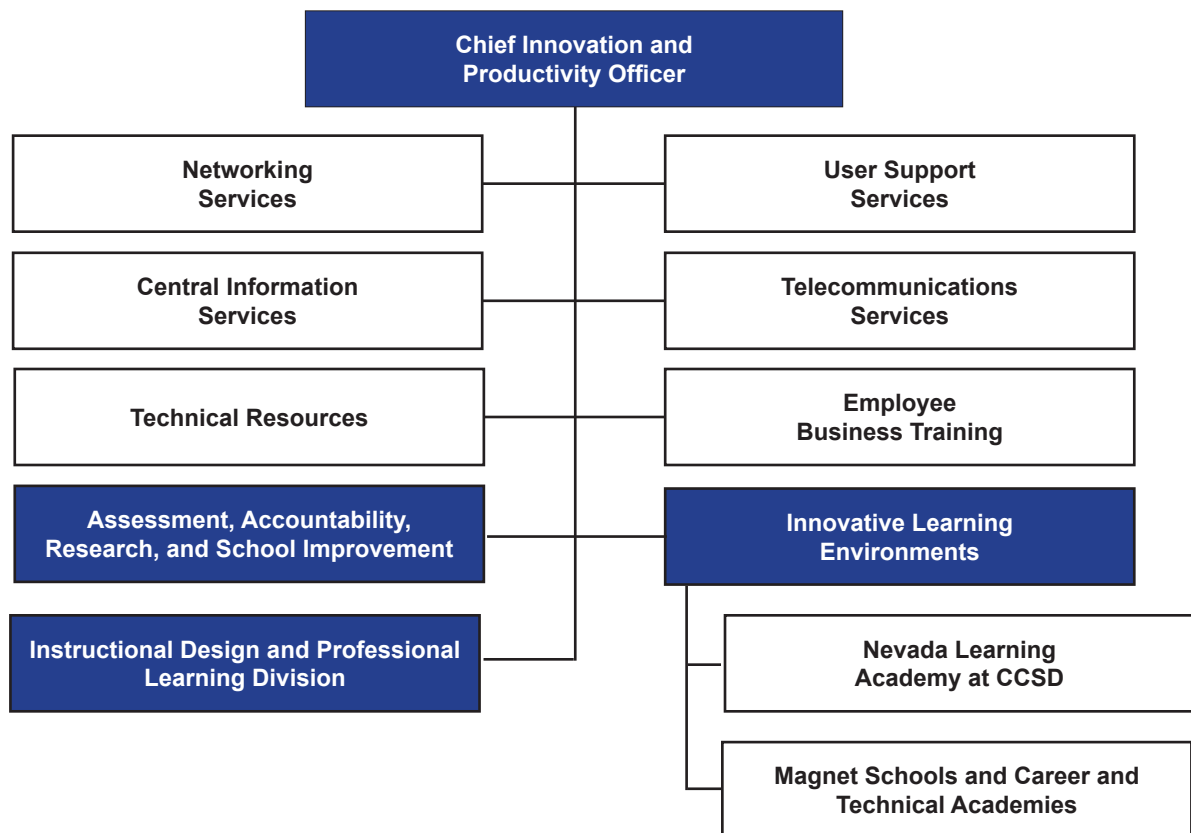 Chief Innovation and
Productivity Officer
Networking
Services
User Support
Services
Central Information
Services
Telecommunications
Services
Technical Resources
Employee
Business Training
Assessment, Accountability,
Research, and School Improvement
Innovative Learning
Environments
Instructional Design and Professional
Learning Division
Nevada Learning
Academy at CCSD
Magnet Schools and Career and
Technical Academies